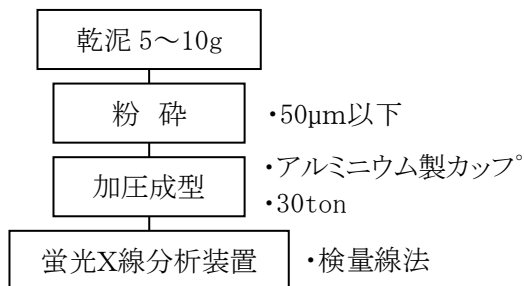 乾泥 5～10g
粉 砕
・50μm以下
・アルミニウム製カップ
加圧成型
・30ton
蛍光X線分析装置
・検量線法